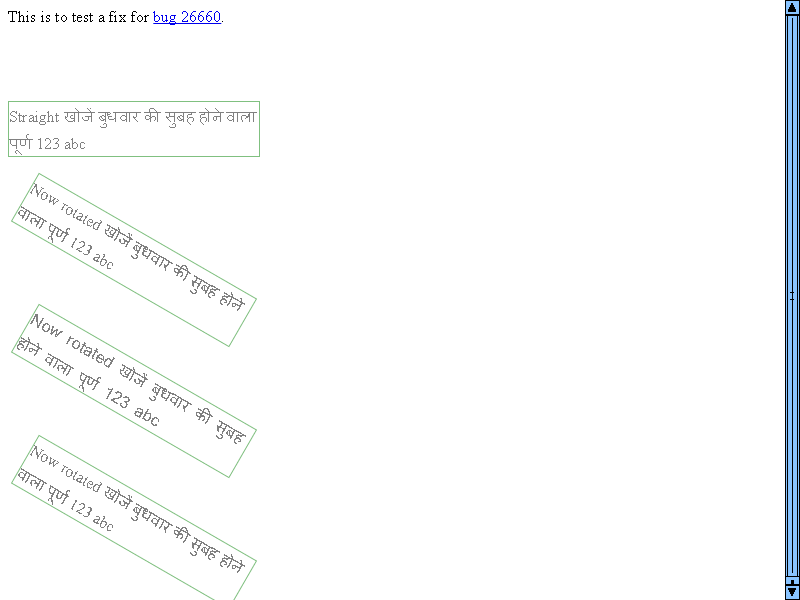 This is to test a fix for bug 26660.
Straight खोजें बुधवार की सुबह होने वाला
पूर्ण 123 abc
Now rotated खोजें बुधवार की सुबह होने
वाला पूर्ण 123 abc
Now rotated खोजें बुधवार की सुबह
होने वाला पूर्ण 123 abc
Now rotated खोजें बुधवार की सुबह होने
वाला पूर्ण 123 abc